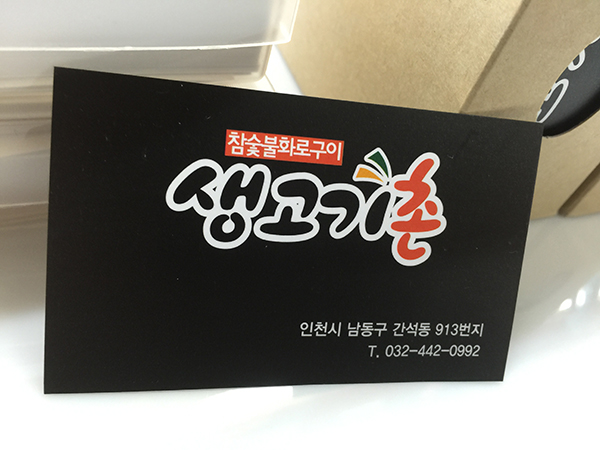 참숯불화로구이
생고기촌
인천시 남동구 간석동 913번지
T. 032-442-0992